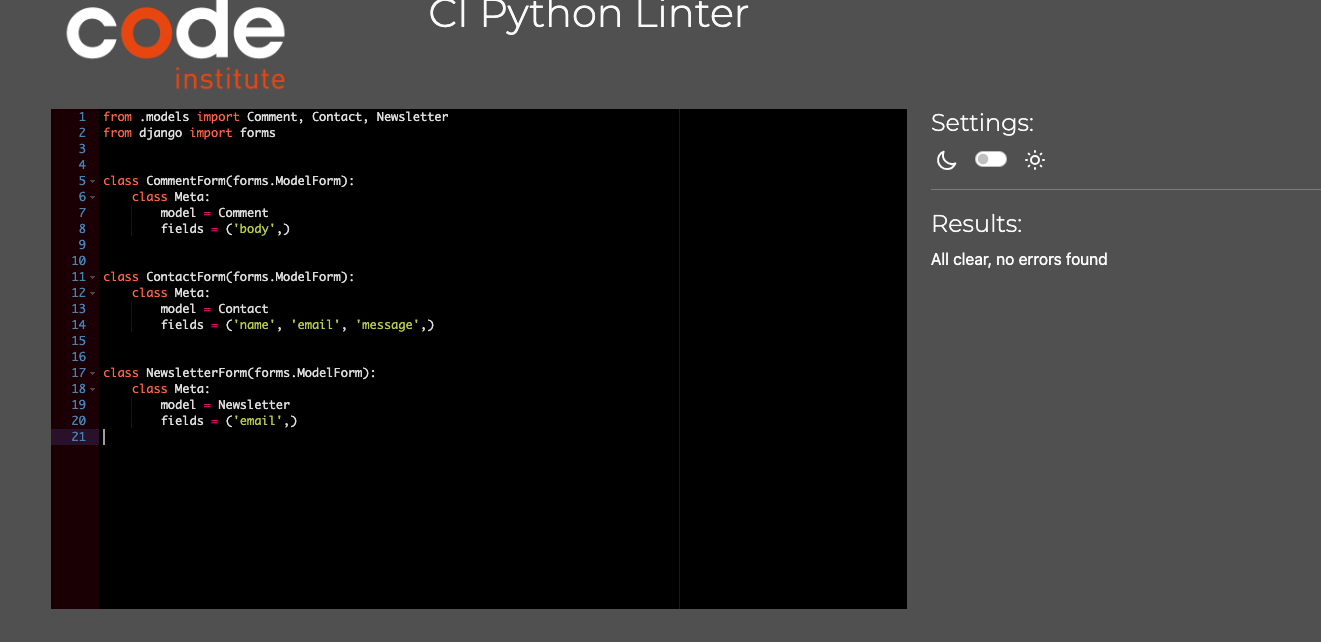 code
institute
CI Python Linter
1 from .models import Comment, Contact, Newsletter
2 from django import forms
3
4
5 class CommentForm(forms.ModelForm):
6     class Meta:
7         model = Comment
8         fields = ('body',)
9
10
11 class ContactForm(forms.ModelForm):
12     class Meta:
13         model = Contact
14         fields = ('name', 'email', 'message',)
15
16
17 class NewsletterForm(forms.ModelForm):
18     class Meta:
19         model = Newsletter
20         fields = ('email',)
21
Settings:
Results:
All clear, no errors found